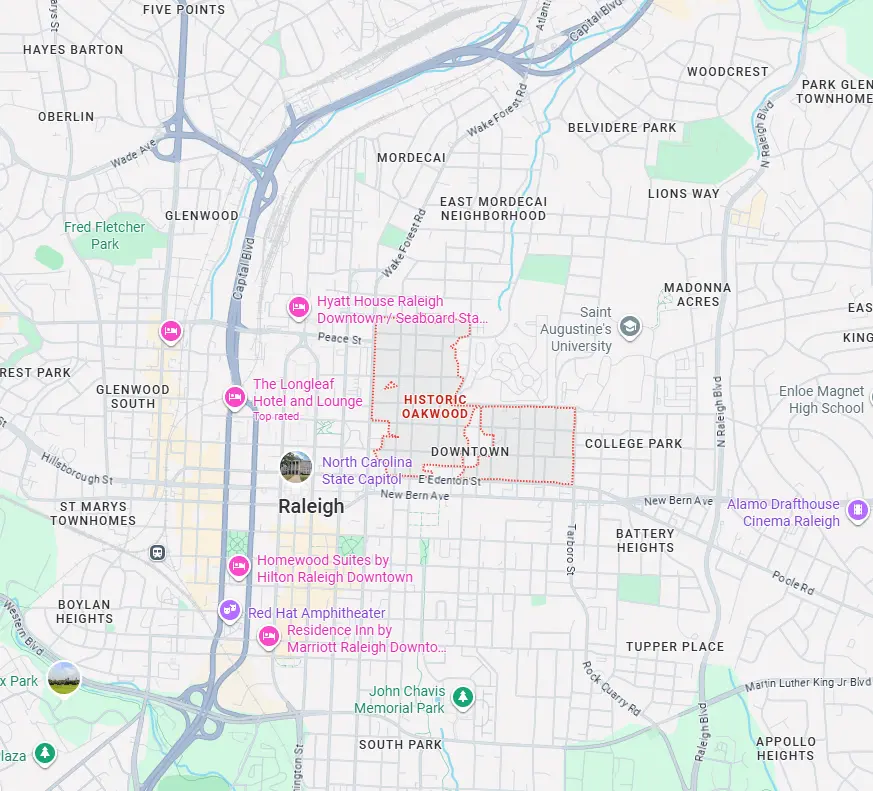 FIVE POINTS
Capital Blvd
HAYES BARTON
WOODCREST
PARK GLEN
TOWNHOME
OBERLIN
Wake Forest Rd
BELVIDERE PARK
N Raleigh Blvd
Wade Ave
MORDECAI
LIONS WAY
EAST MORDECAI
NEIGHBORHOOD
GLENWOOD
Fred Fletcher
Park
Wake Forest Rd
Capital Blvd
MADONNA
ACRES
Hyatt House Raleigh
Downtown / Seaboard Sta...
Saint
Augustine's
University
EAS
KING
Peace St
REST PARK
GLENWOOD
SOUTH
The Longleaf
Hotel and Lounge
Top rated
HISTORIC
OAKWOOD
Enloe Magnet
High School
N Raleigh Blvd
DOWNTOWN
COLLEGE PARK
Hillsborough St
North Carolina
State Capitol
E Edenton St
New Bern Ave
New Bern Ave
Raleigh
ST MARYS
TOWNHOMES
Alamo Drafthouse
Cinema Raleigh
Tarboro St
BATTERY
HEIGHTS
Homewood Suites by
Hilton Raleigh Downtown
Poole Rd
BOYLAN
HEIGHTS
Red Hat Amphitheater
Residence Inn by
Marriott Raleigh Downto...
Western Blvd
TUPPER PLACE
x Park
Rock Quarry Rd
Martin Luther King Jr Blvd
John Chavis
Memorial Park
Raleigh Blvd
SOUTH PARK
APPOLLO
HEIGHTS
laza
ington St